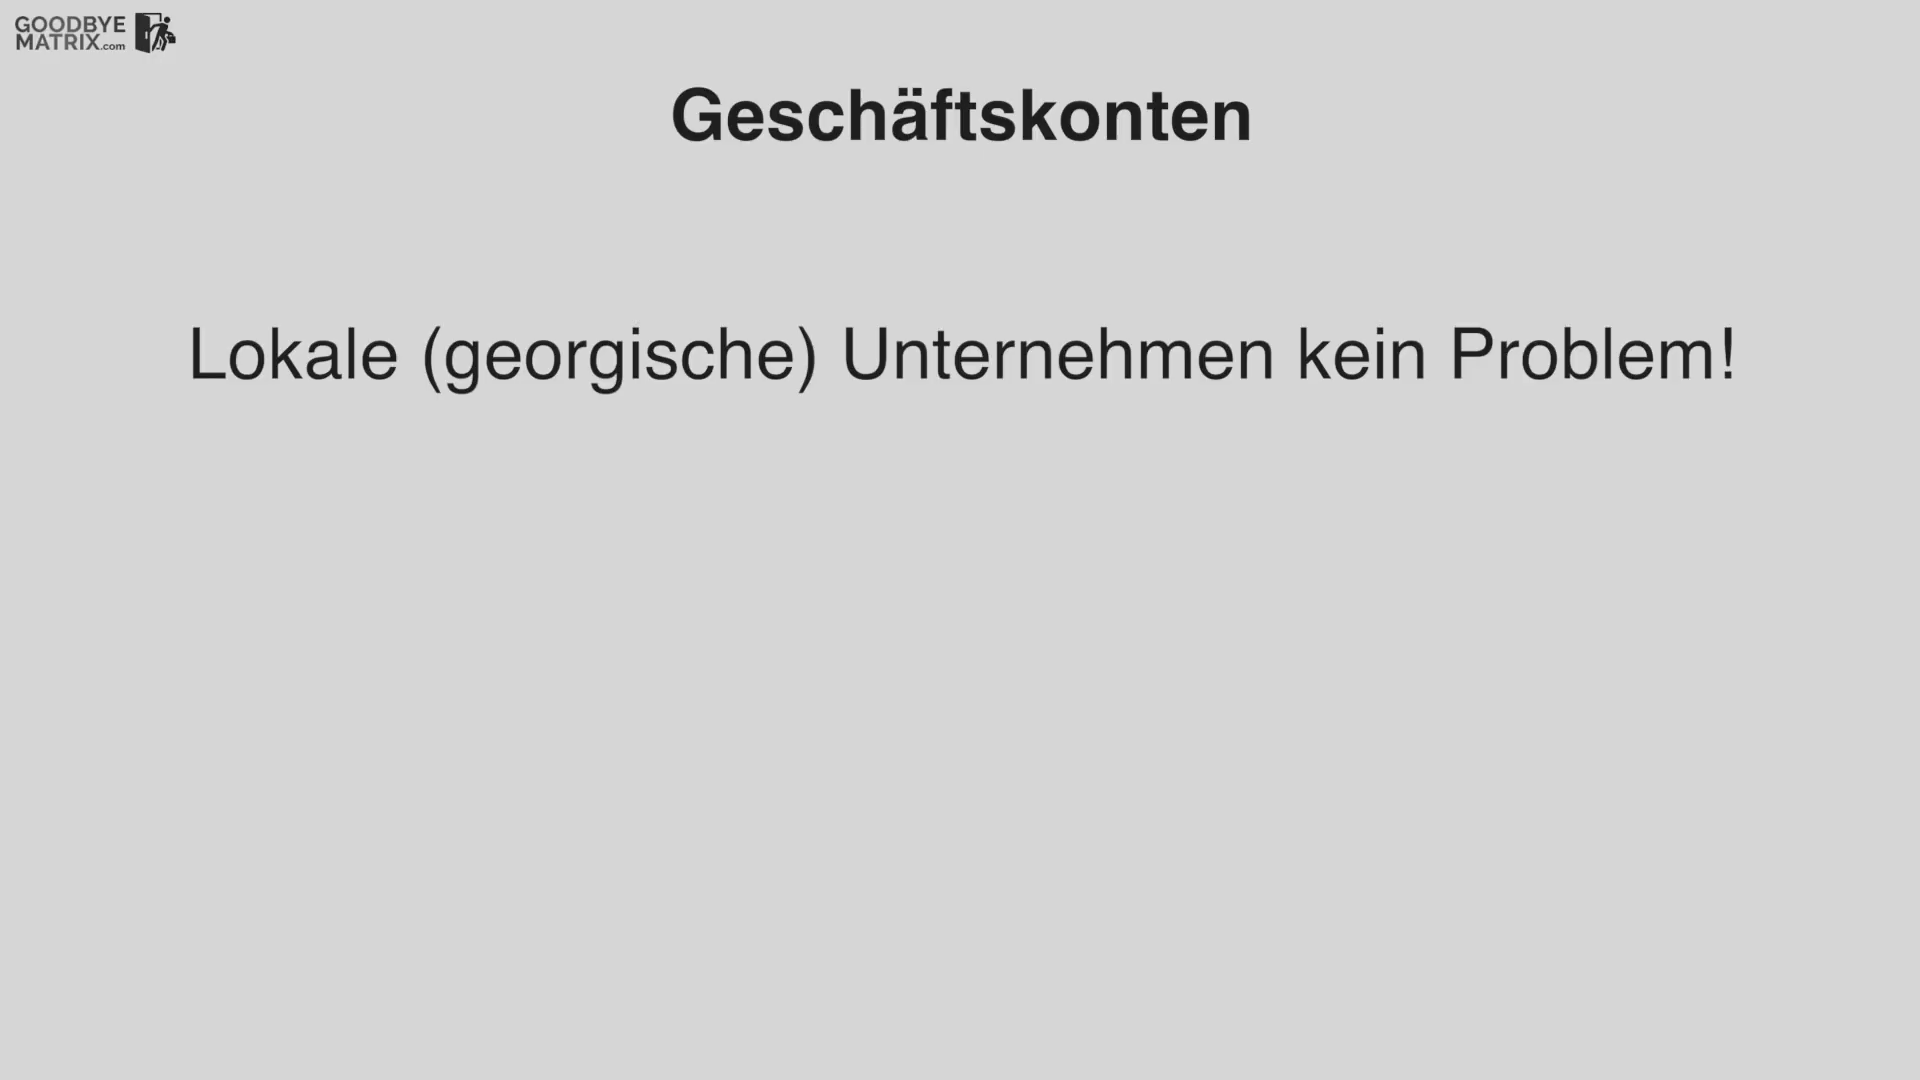 GOODBYE
MATRIX.com
Geschäftskonten
Lokale (georgische) Unternehmen kein Problem!